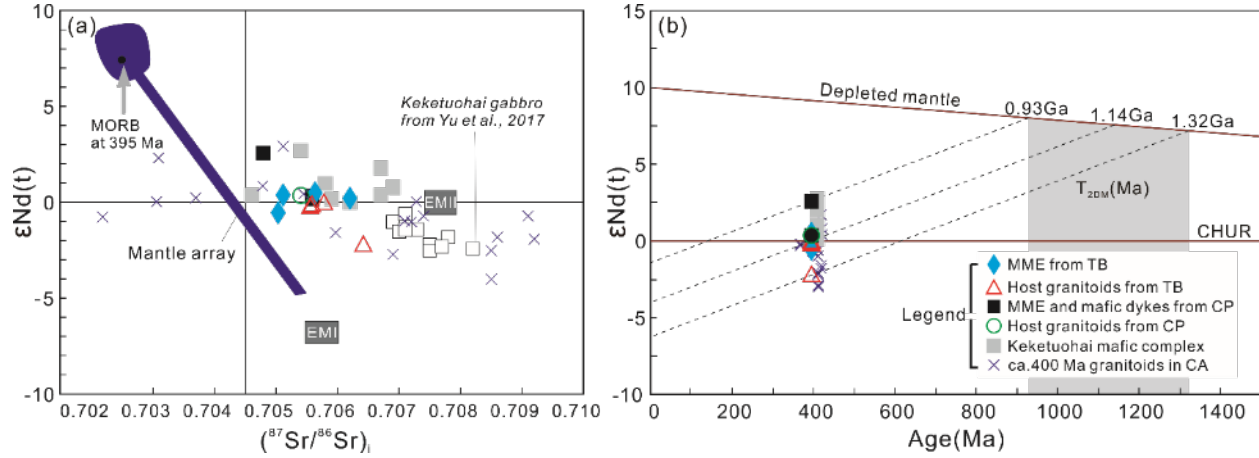 10
5
0
-5
-10
εNd(t)
(a)
MORB
at 395 Ma
Keketuohai gabbro
from Yu et al., 2017
EMII
Mantle array
EMI
0.702
0.703
0.704
0.705
0.706
0.707
0.708
0.709
0.710
(⁸⁷Sr/⁸⁶Sr)ᵢ
15
10
5
0
-5
-10
εNd(t)
(b)
Depleted mantle
0.93Ga
1.14Ga
1.32Ga
T2DM(Ma)
CHUR
Legend
MME from TB
Host granitoids from TB
MME and mafic dykes from CP
Host granitoids from CP
Keketuohai mafic complex
ca.400 Ma granitoids in CA
0
200
400
600
800
1000
1200
1400
Age(Ma)